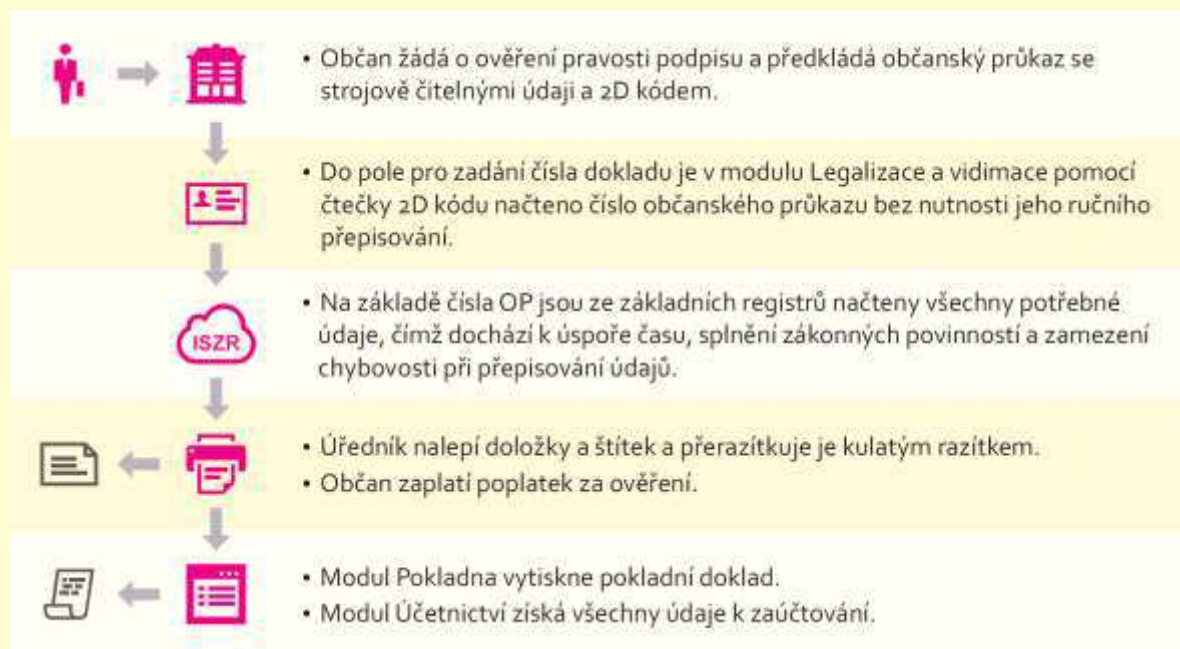 • Občan žádá o ověření pravosti podpisu a předkládá občanský průkaz se
strojově čitelnými údaji a 2D kódem.
• Do pole pro zadání čísla dokladu je v modulu Legalizace a vidimace pomocí
čtečky 2D kódu načteno číslo občanského průkazu bez nutnosti jeho ručního
přepisování.
ISZR
• Na základě čísla OP jsou ze základních registrů načteny všechny potřebné
údaje, čímž dochází k úspoře času, splnění zákonných povinností a zamezení
chybovosti při přepisování údajů.
• Úředník nalepí doložky a štítek a přerazítkuje je kulatým razítkem.
• Občan zaplatí poplatek za ověření.
• Modul Pokladna vytiskne pokladní doklad.
• Modul Účetnictví získá všechny údaje k zaúčtování.